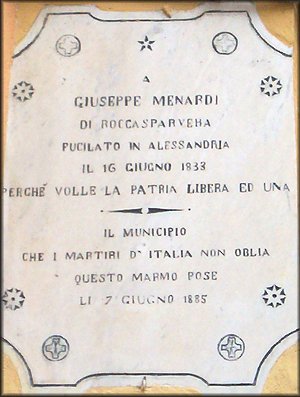 A
GIUSEPPE MENARDI
DI ROCCASPARVERA
FUCILATO IN ALESSANDRIA
IL 16 GIUGNO 1833
PERCHÉ VOLLE LA PATRIA LIBERA ED UNA
IL MUNICIPIO
CHE I MARTIRI D'ITALIA NON OBLIA
QUESTO MARMO POSE
LI 7 GIUGNO 1885